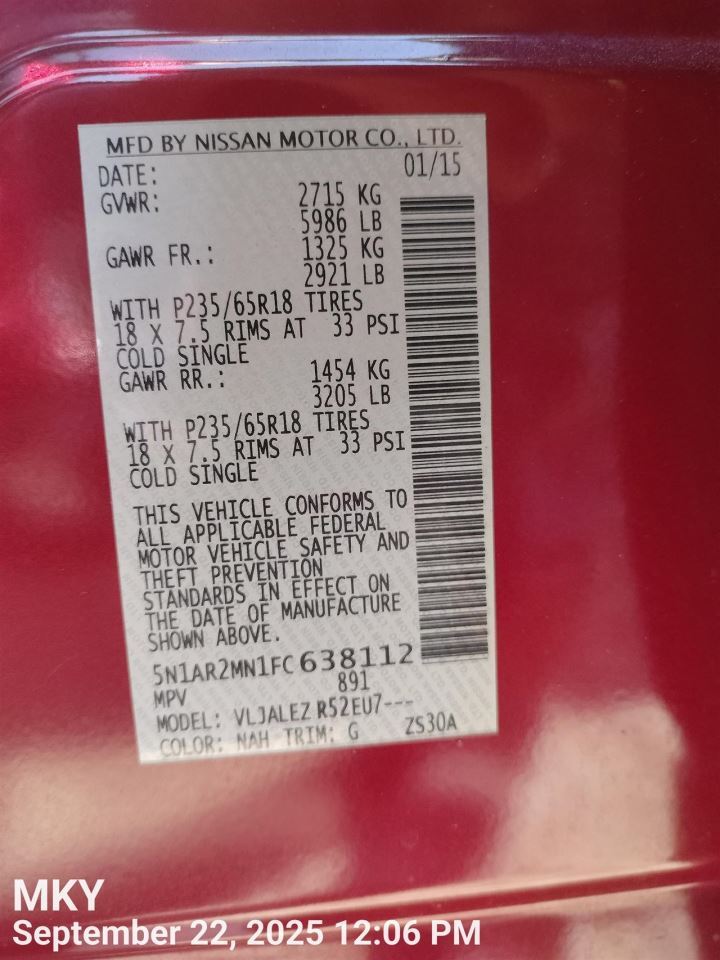 MFD BY NISSAN MOTOR CO., LTD.
DATE: 01/15
GVWR: 2715 KG
5986 LB
GAWR FR.: 1325 KG
2921 LB
WITH P235/65R18 TIRES
18 X 7.5 RIMS AT 33 PSI
COLD SINGLE
GAWR RR.: 1454 KG
3205 LB
WITH P235/65R18 TIRES
18 X 7.5 RIMS AT 33 PSI
COLD SINGLE
THIS VEHICLE CONFORMS TO
ALL APPLICABLE FEDERAL
MOTOR VEHICLE SAFETY AND
THEFT PREVENTION
STANDARDS IN EFFECT ON
THE DATE OF MANUFACTURE
SHOWN ABOVE.
5N1AR2MN1FC638112
MPV 891
MODEL: VLJALEZ R52EU7---
COLOR: NAH TRIM: G ZS30A
MKY
September 22, 2025 12:06 PM